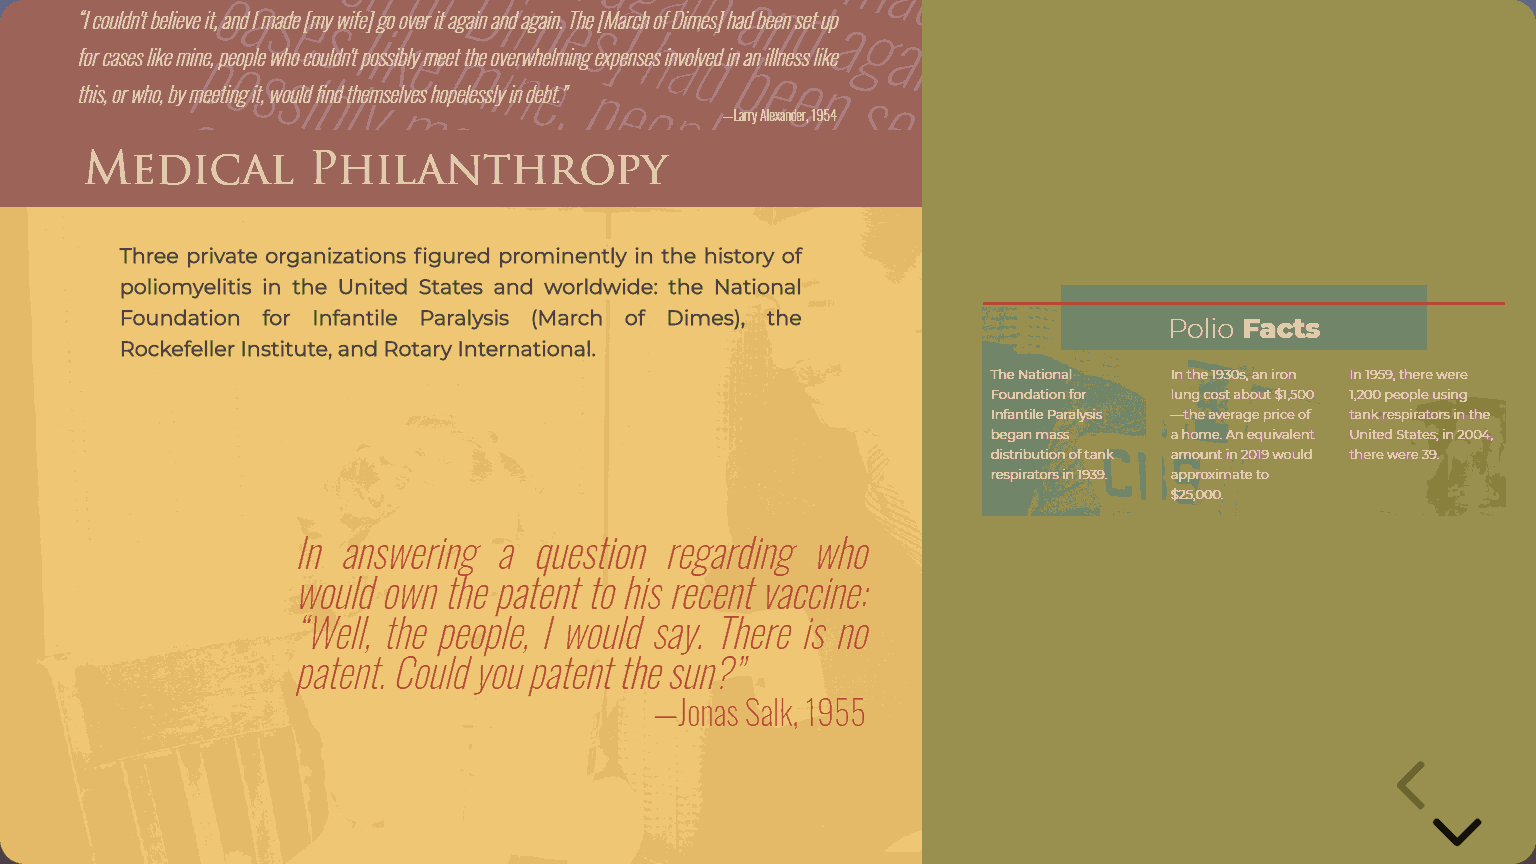 “I couldn't believe it, and I made [my wife] go over it again and again. The [March of Dimes] had been set up
for cases like mine, people who couldn't possibly meet the overwhelming expenses involved in an illness like
this, or who, by meeting it, would find themselves hopelessly in debt.”
—Larry Alexander, 1954
MEDICAL PHILANTHROPY
Three private organizations figured prominently in the history of
poliomyelitis in the United States and worldwide: the National
Foundation for Infantile Paralysis (March of Dimes), the
Rockefeller Institute, and Rotary International.
In answering a question regarding who
would own the patent to his recent vaccine:
“Well, the people, I would say. There is no
patent. Could you patent the sun?”
—Jonas Salk, 1955
Polio Facts
The National
Foundation for
Infantile Paralysis
began mass
distribution of tank
respirators in 1939.
In the 1930s, an iron
lung cost about $1,500
—the average price of
a home. An equivalent
amount in 2019 would
approximate to
$25,000.
In 1959, there were
1,200 people using
tank respirators in the
United States; in 2004,
there were 39.